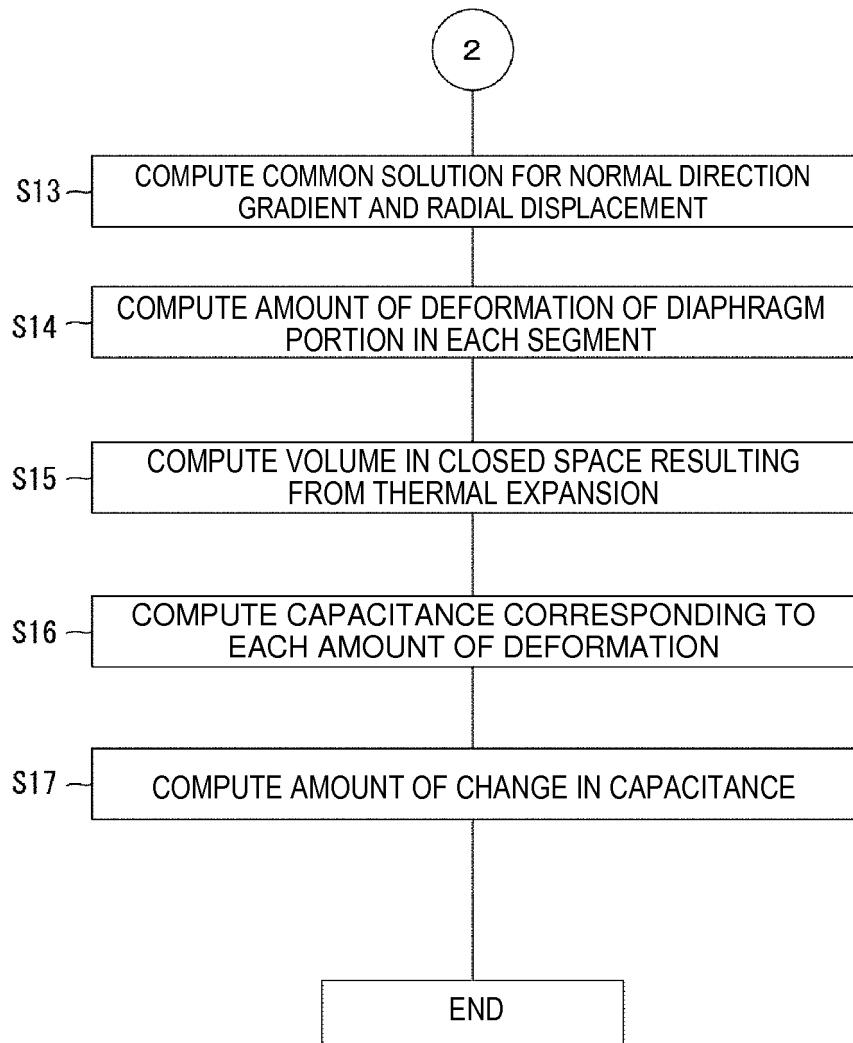 2
S13
COMPUTE COMMON SOLUTION FOR NORMAL DIRECTION
GRADIENT AND RADIAL DISPLACEMENT
S14
COMPUTE AMOUNT OF DEFORMATION OF DIAPHRAGM
PORTION IN EACH SEGMENT
S15
COMPUTE VOLUME IN CLOSED SPACE RESULTING
FROM THERMAL EXPANSION
S16
COMPUTE CAPACITANCE CORRESPONDING TO
EACH AMOUNT OF DEFORMATION
S17
COMPUTE AMOUNT OF CHANGE IN CAPACITANCE
END